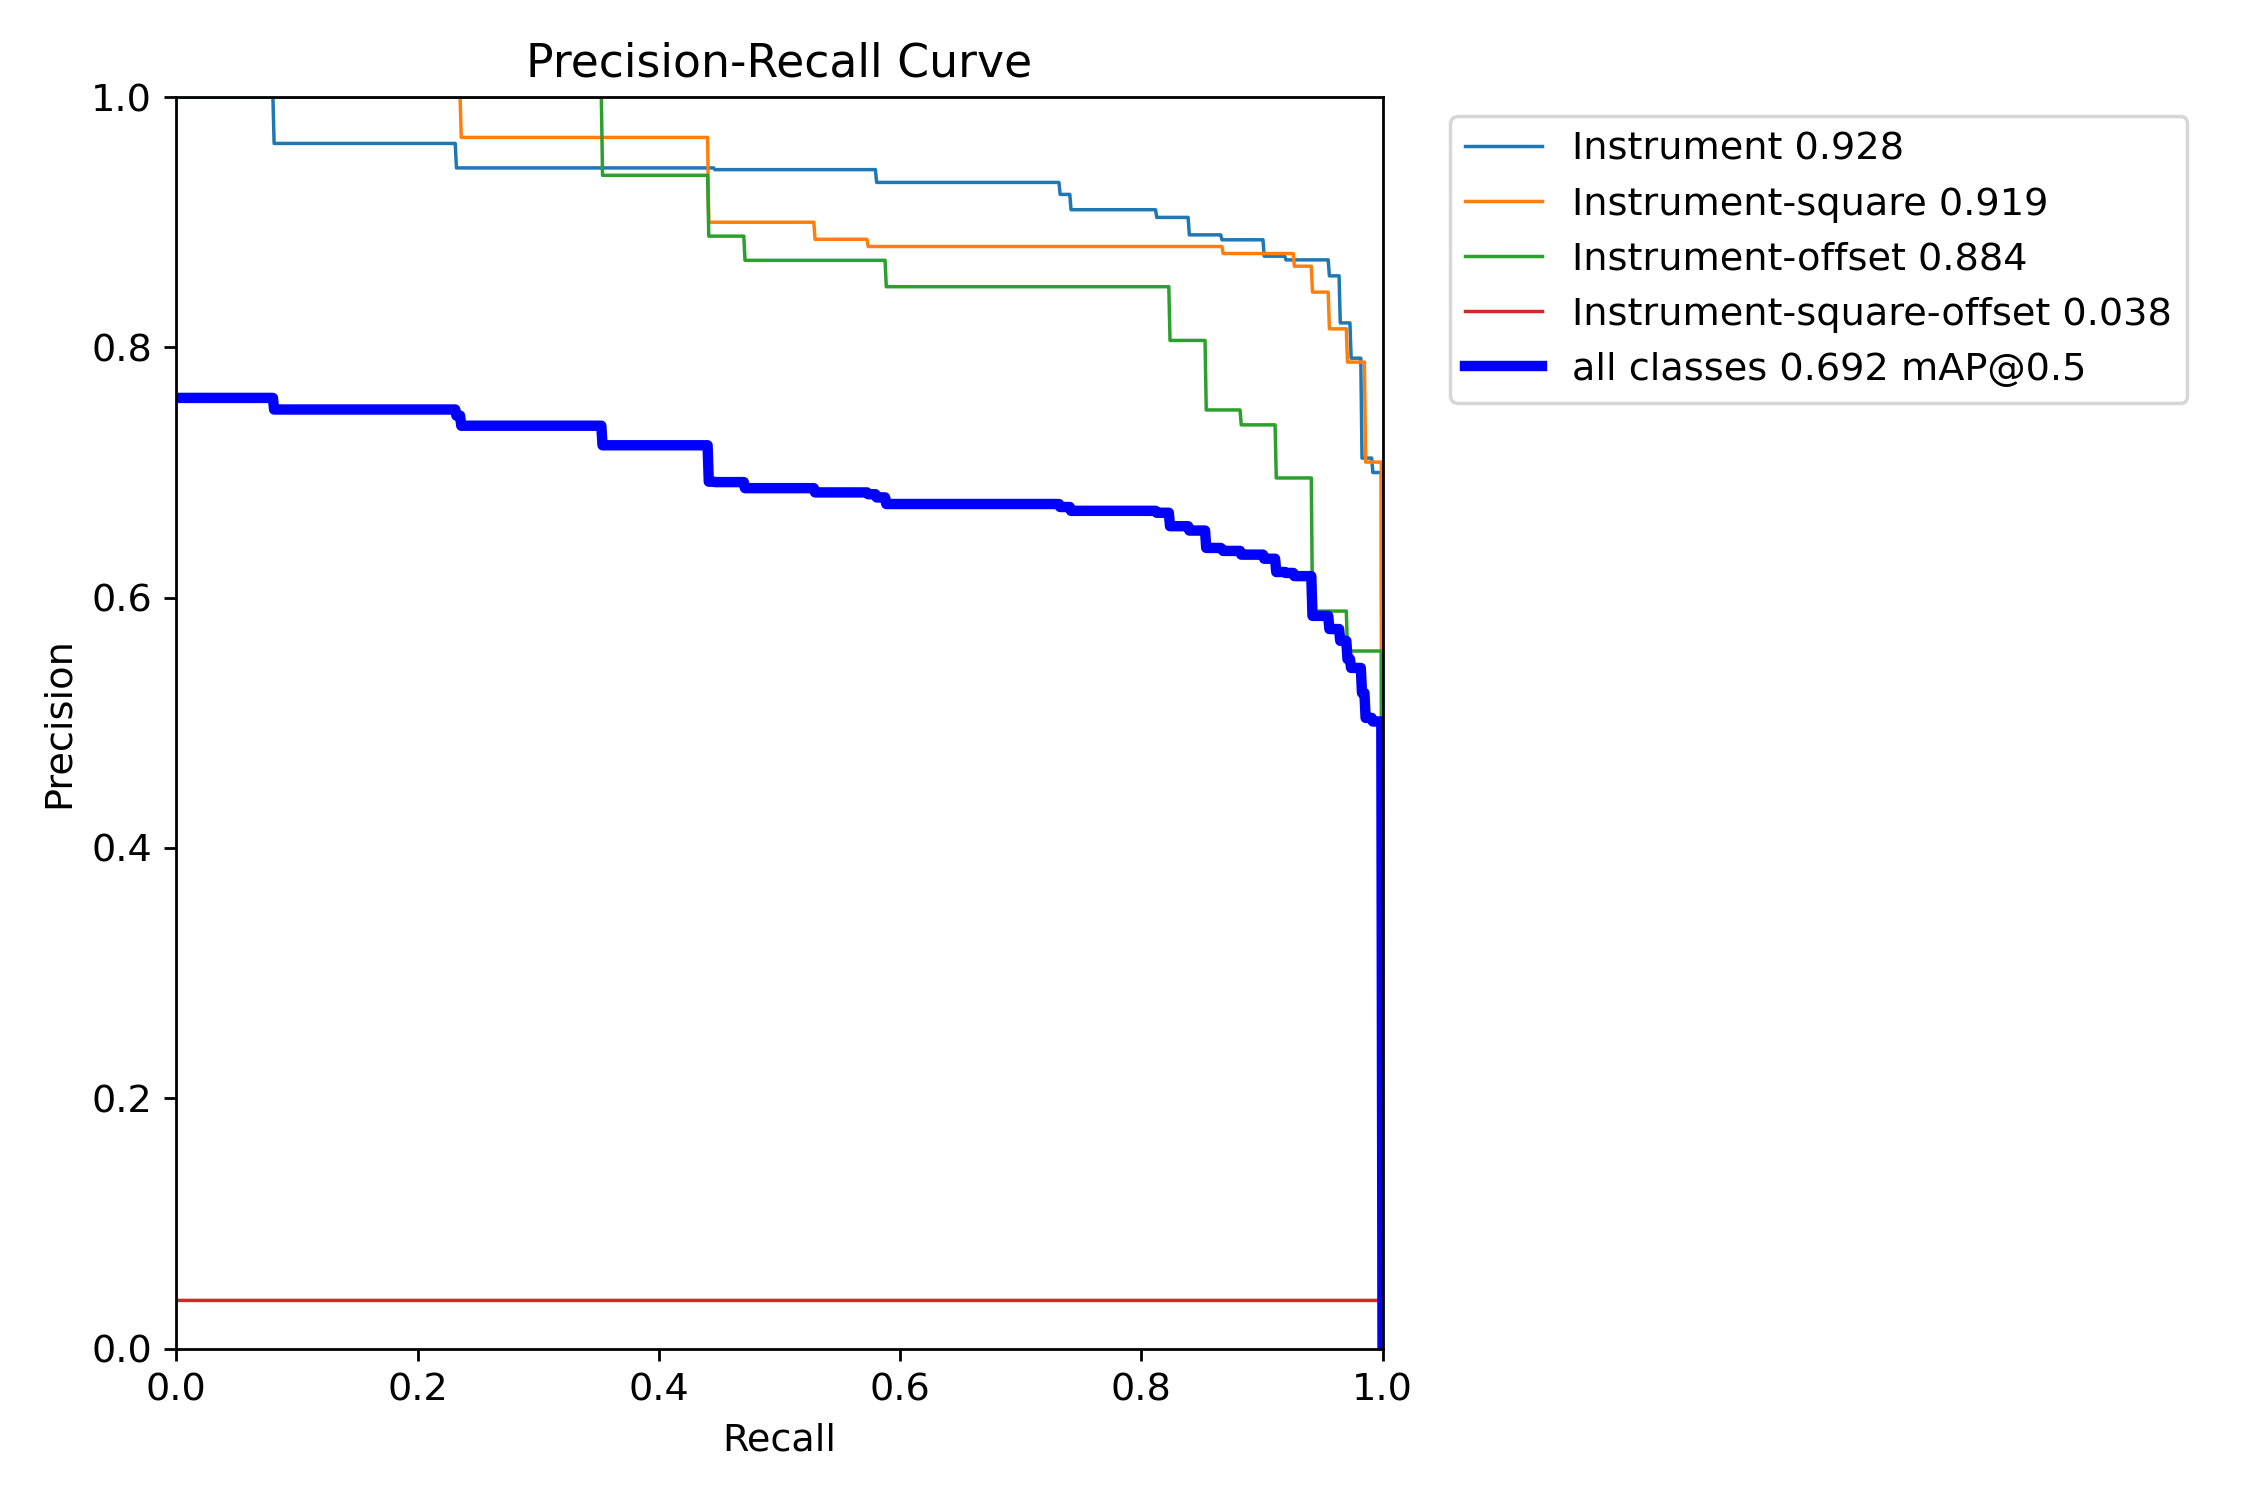 Precision-Recall Curve
1.0
0.8
0.6
0.4
0.2
0.0
Precision
0.0 0.2 0.4 0.6 0.8 1.0
Recall
Instrument 0.928
Instrument-square 0.919
Instrument-offset 0.884
Instrument-square-offset 0.038
all classes 0.692 mAP@0.5